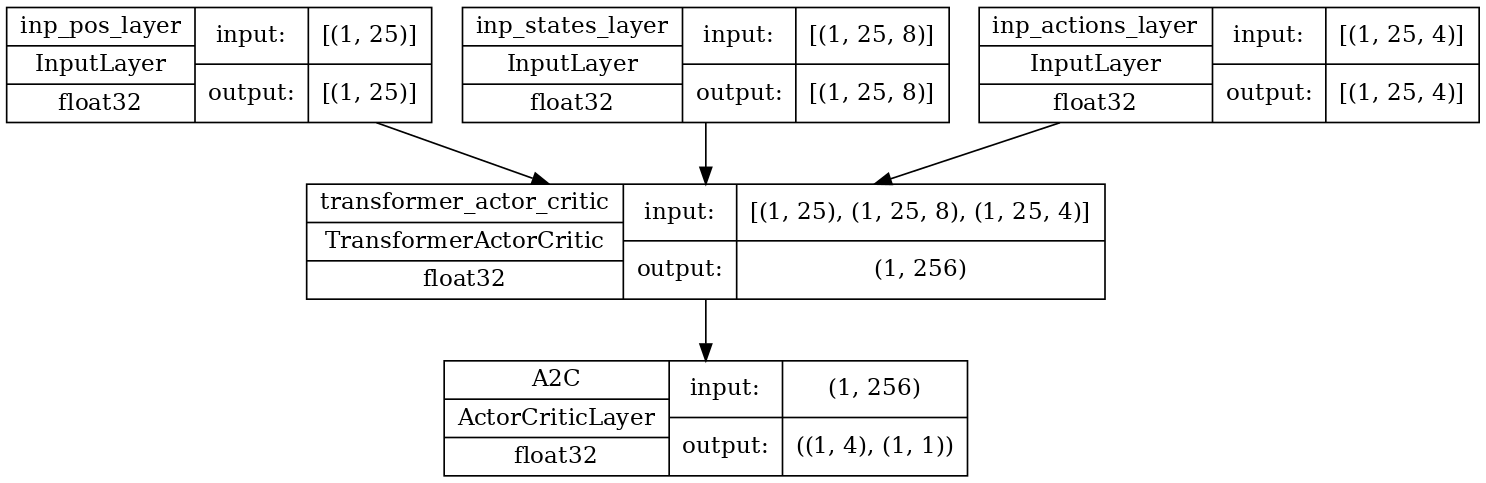 inp_pos_layer
InputLayer
float32
input:
[(1, 25)]
output:
[(1, 25)]
inp_states_layer
InputLayer
float32
input:
[(1, 25, 8)]
output:
[(1, 25, 8)]
inp_actions_layer
InputLayer
float32
input:
[(1, 25, 4)]
output:
[(1, 25, 4)]
transformer_actor_critic
TransformerActorCritic
float32
input:
[(1, 25), (1, 25, 8), (1, 25, 4)]
output:
(1, 256)
A2C
ActorCriticLayer
float32
input:
(1, 256)
output:
((1, 4), (1, 1))